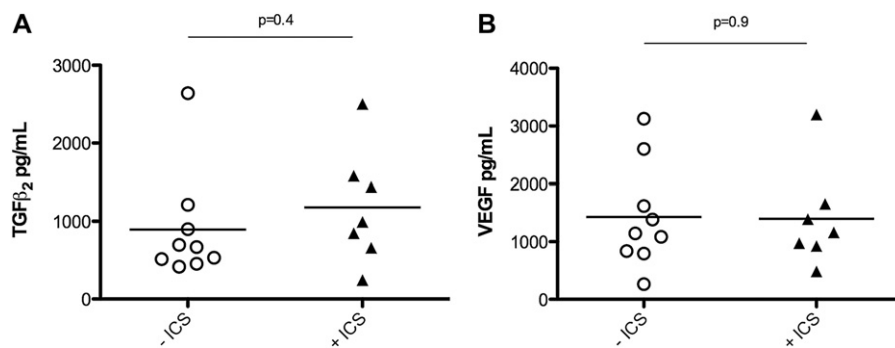 A
p=0.4
TGFβ₂ pg/mL
3000
2000
1000
0
- ICS
+ ICS
B
p=0.9
VEGF pg/mL
4000
3000
2000
1000
0
- ICS
+ ICS